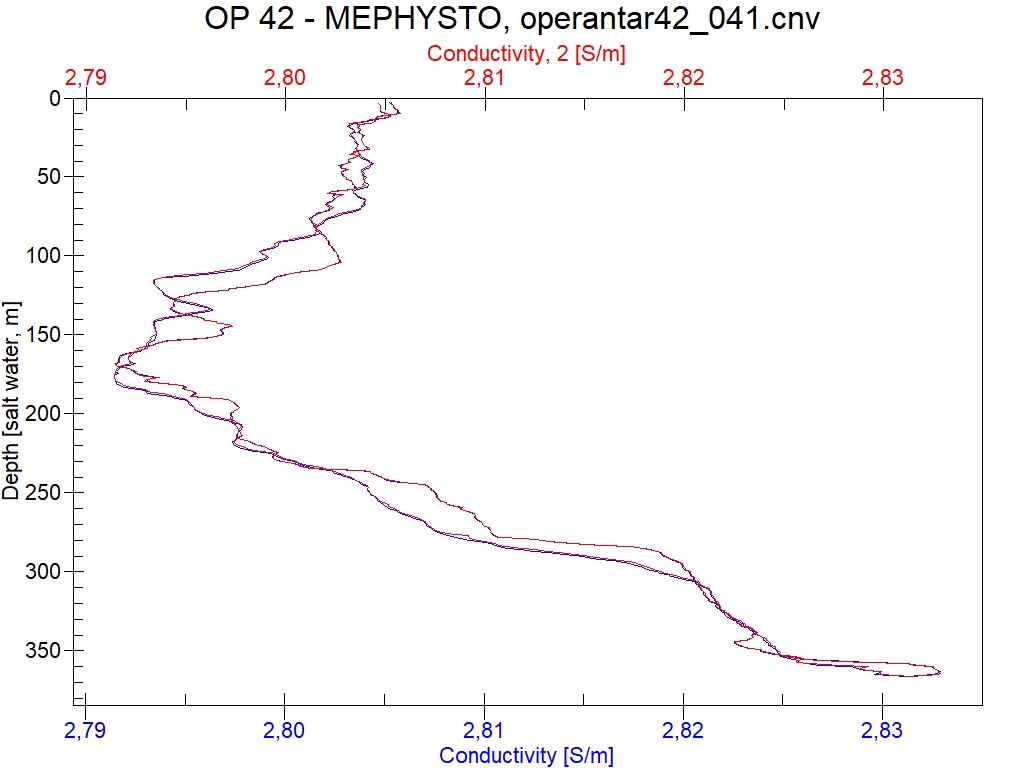 OP 42 - MEPHYSTO, operantar42_041.cnv
Conductivity, 2 [S/m]
2,79 2,80 2,81 2,82 2,83
0
50
100
150
200
250
300
350
Depth [salt water, m]
2,79 2,80 2,81 2,82 2,83
Conductivity [S/m]